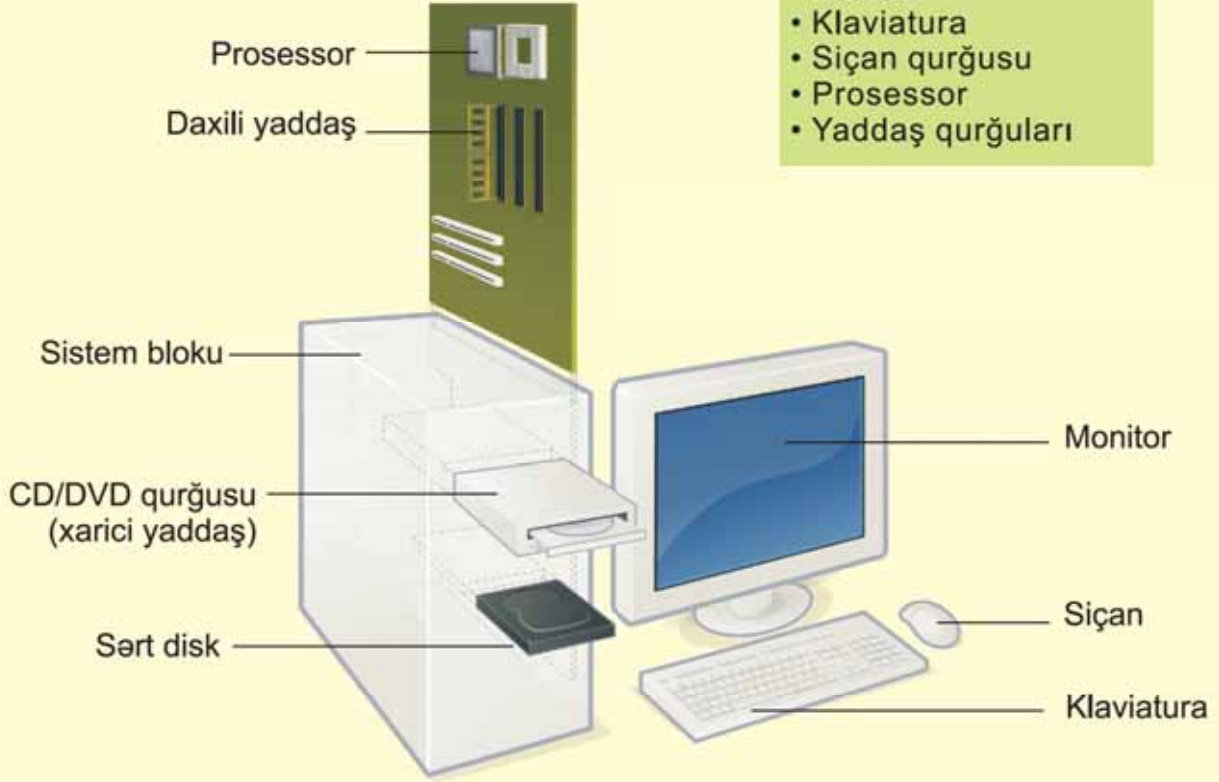 • Klaviatura
• Siçan qurğusu
• Prosessor
• Yaddaş qurğuları
Prosessor
Daxili yaddaş
Sistem bloku
CD/DVD qurğusu
(xarici yaddaş)
Sərt disk
Monitor
Siçan
Klaviatura